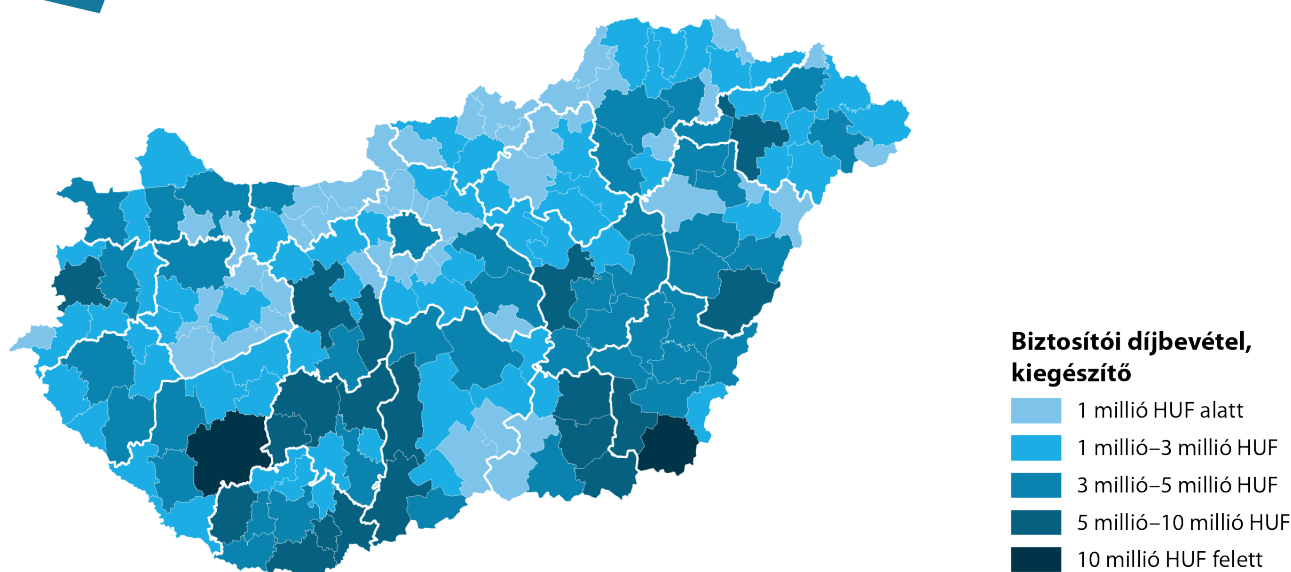 Biztosítói díjbevétel,
kiegészítő
1 millió HUF alatt
1 millió–3 millió HUF
3 millió–5 millió HUF
5 millió–10 millió HUF
10 millió HUF felett